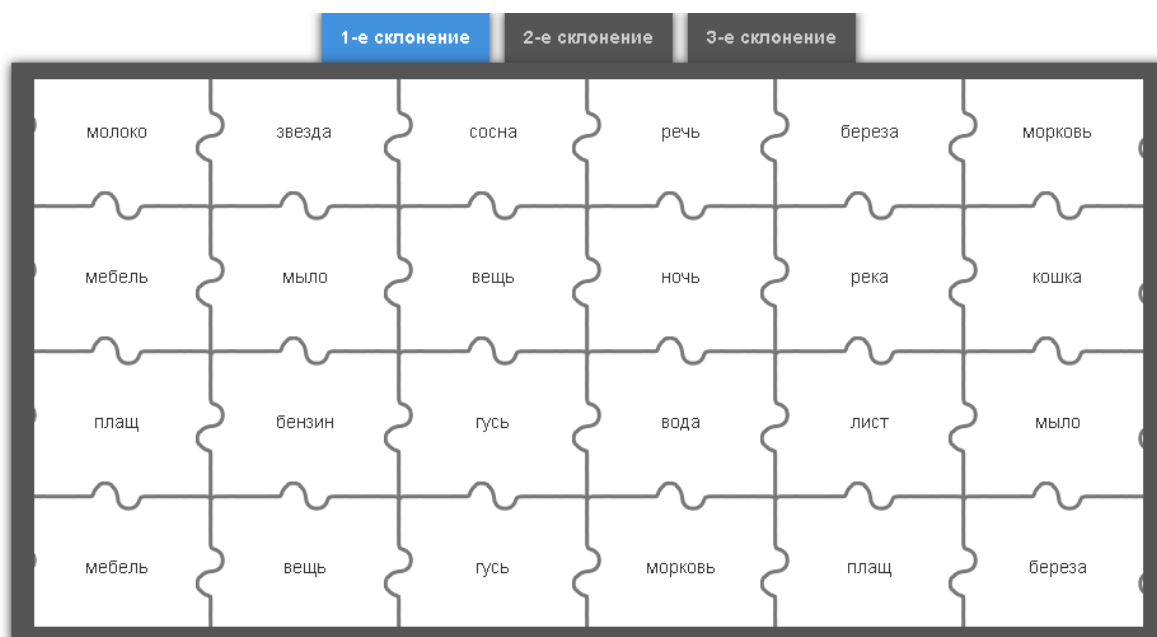 1-е склонение 2-е склонение 3-е склонение
молоко звезда сосна речь береза морковь
мебель мыло вещь ночь река кошка
плащ бензин гусь вода лист мыло
мебель вещь гусь морковь плащ береза